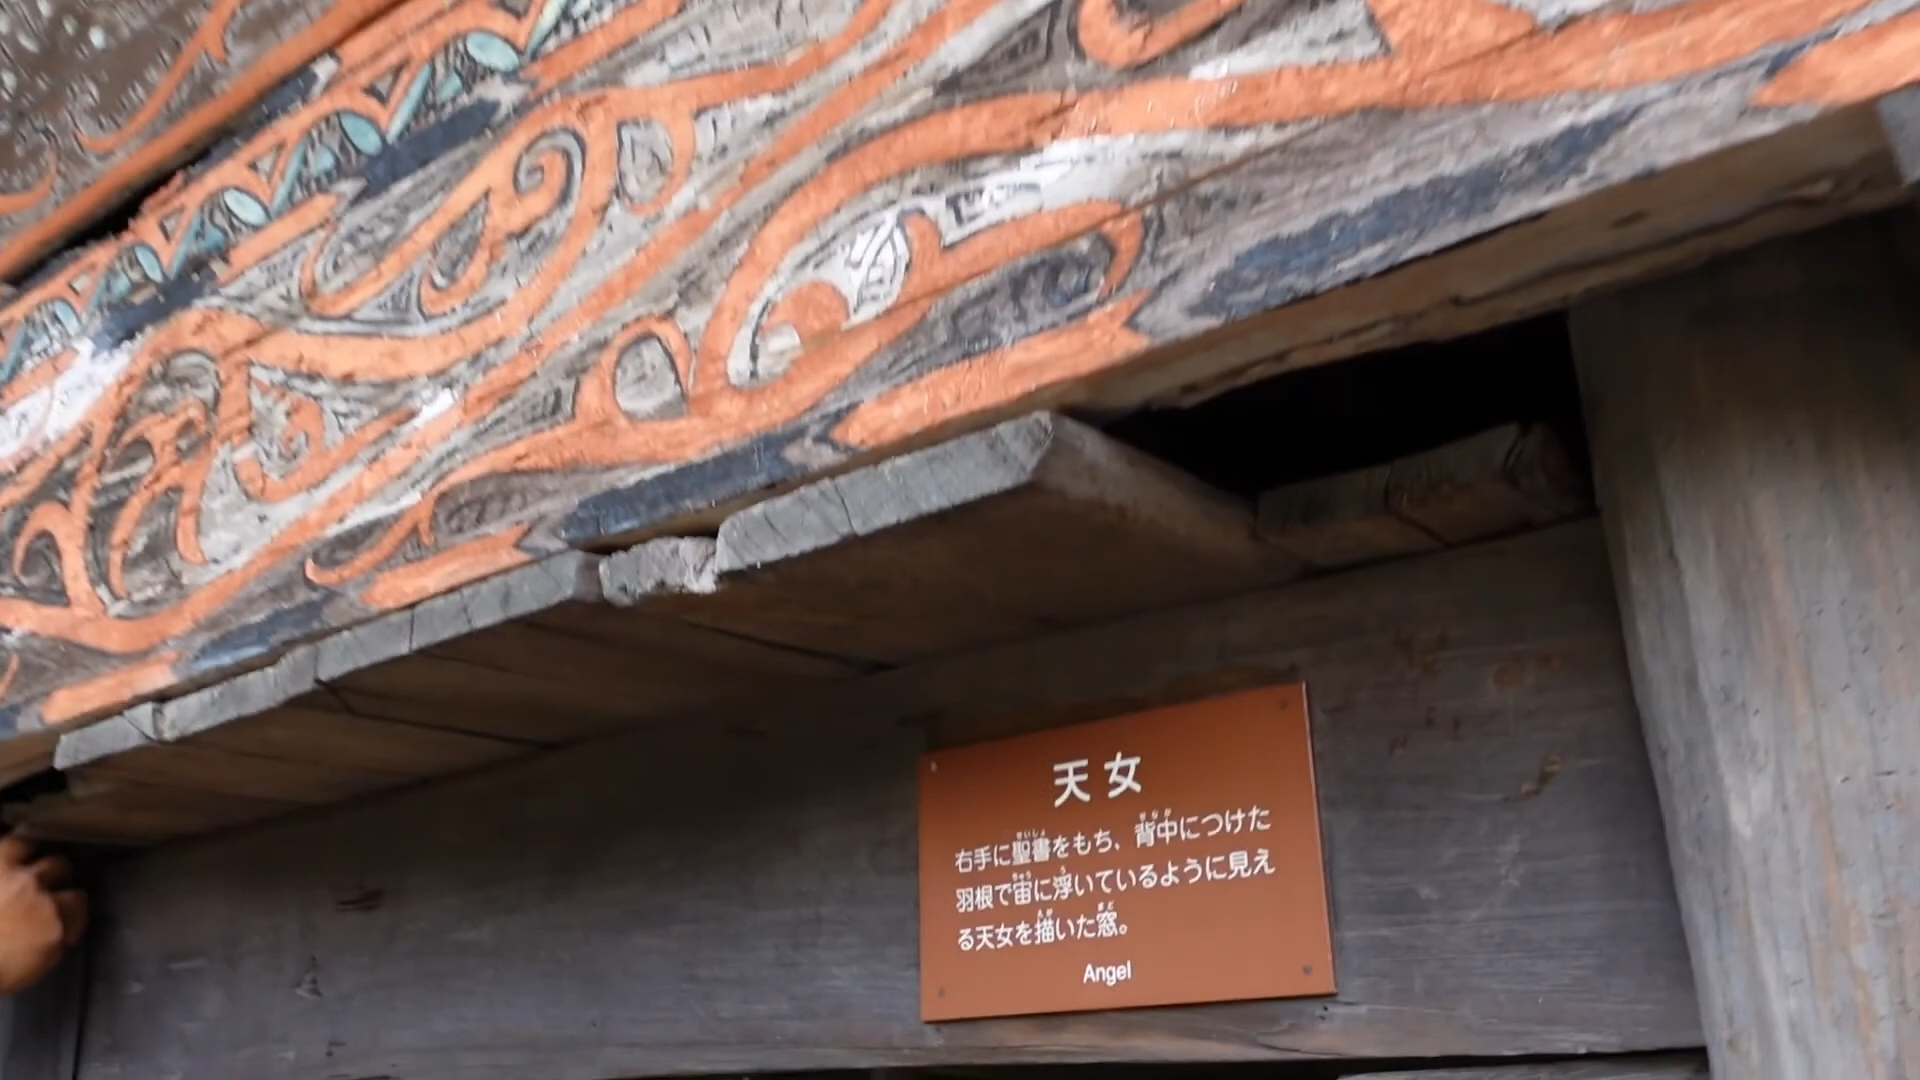 天女
右手に聖書をもち、背中につけた
羽根で宙に浮いているように見え
る天女を描いた窓。
Angel